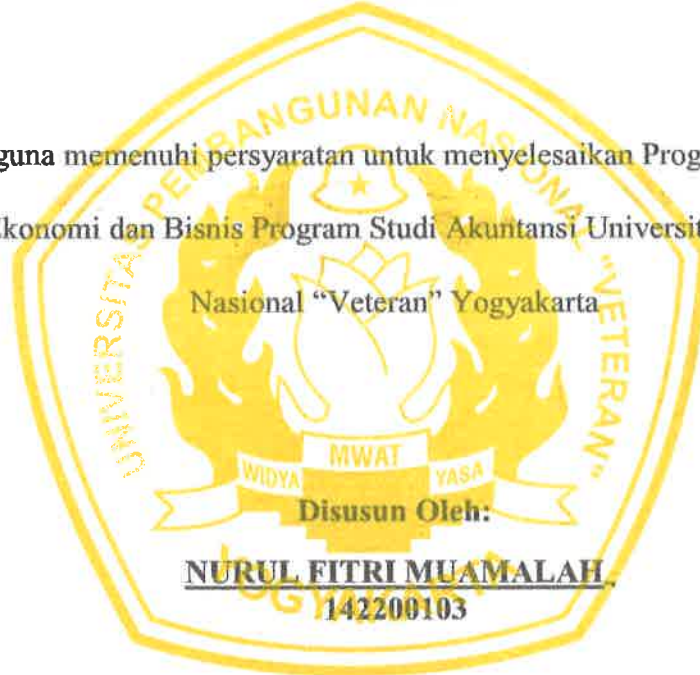 guna memenuhi persyaratan untuk menyelesaikan Prog
Ekonomi dan Bisnis Program Studi Akuntansi Universit
Nasional “Veteran” Yogyakarta
UNIVERSITAS PEMBANGUNAN NASIONAL "VETERAN"
WIDYA MWAT YASA
YOGYAKARTA
Disusun Oleh:
NURUL FITRI MUAMALAH
142200103